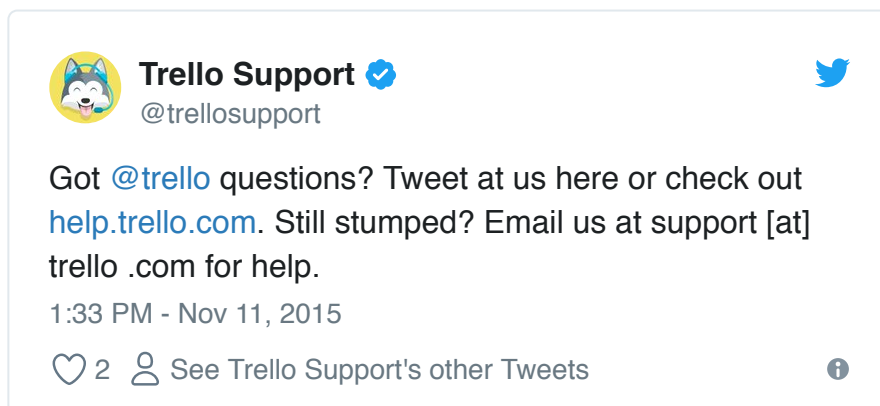 Trello Support
@trellosupport
Got @trello questions? Tweet at us here or check out
help.trello.com. Still stumped? Email us at support [at]
trello .com for help.
1:33 PM - Nov 11, 2015
2 See Trello Support's other Tweets